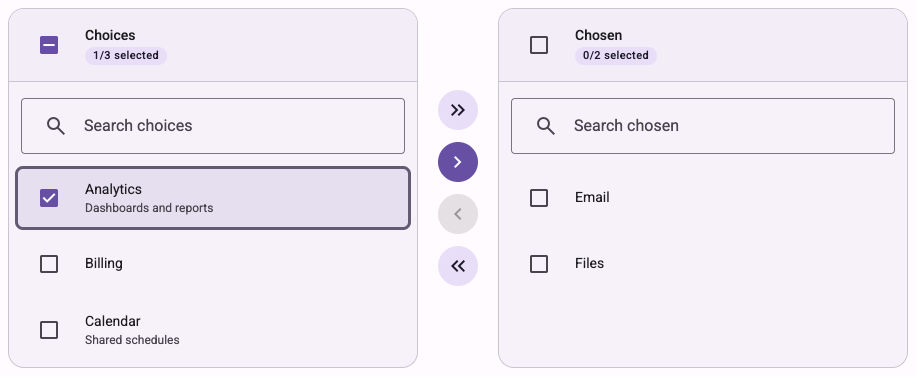 Choices
1/3 selected
Search choices
Analytics
Dashboards and reports
Billing
Calendar
Shared schedules
Chosen
0/2 selected
Search chosen
Email
Files